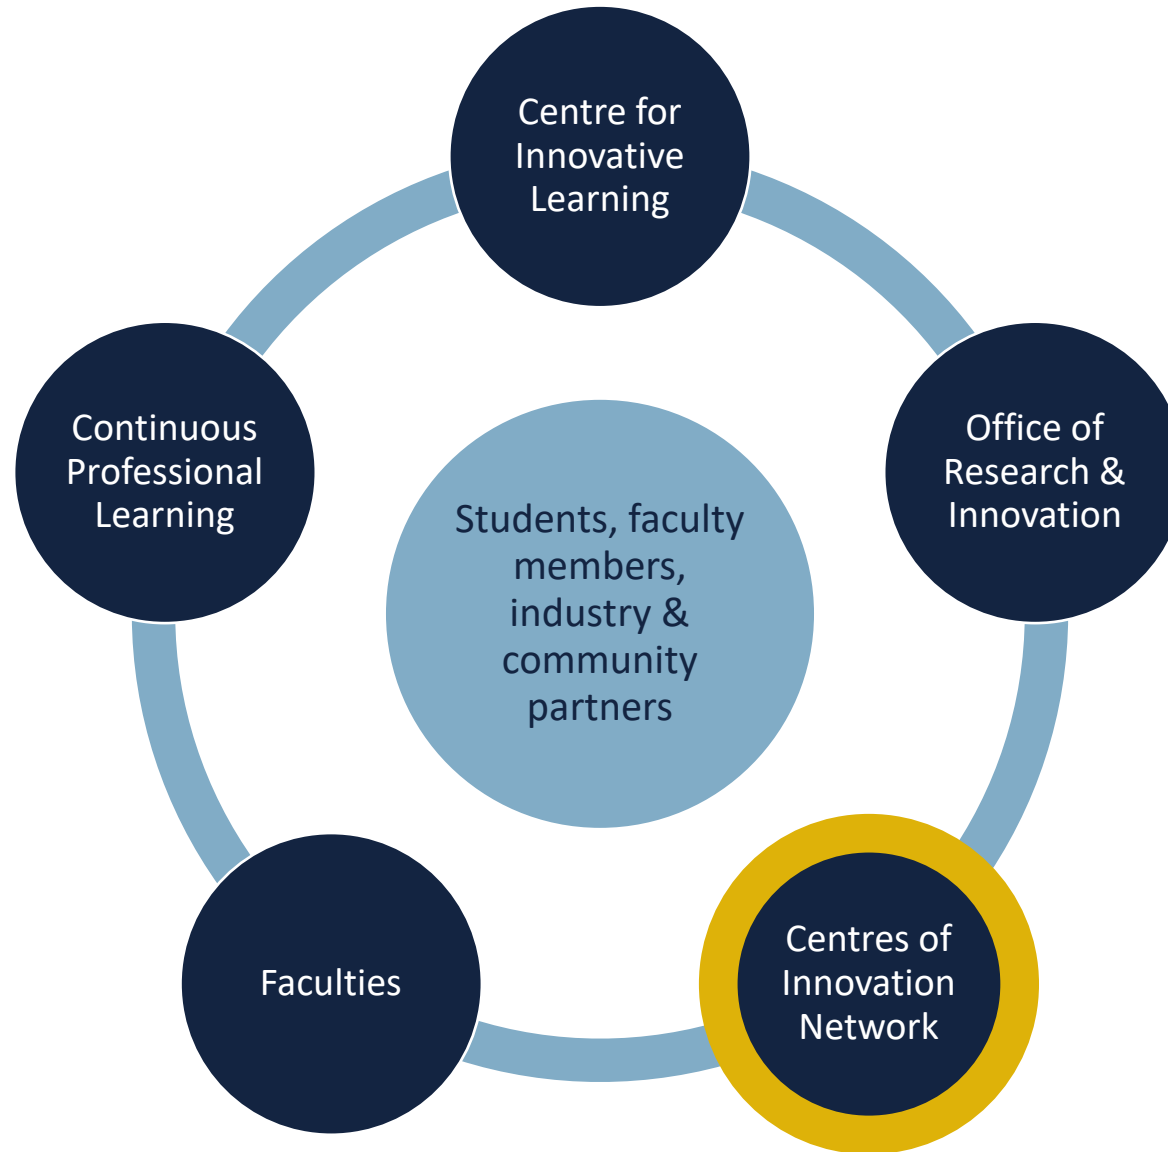 Centre for
Innovative
Learning
Continuous
Professional
Learning
Office of
Research &
Innovation
Students, faculty
members,
industry &
community
partners
Faculties
Centres of
Innovation
Network